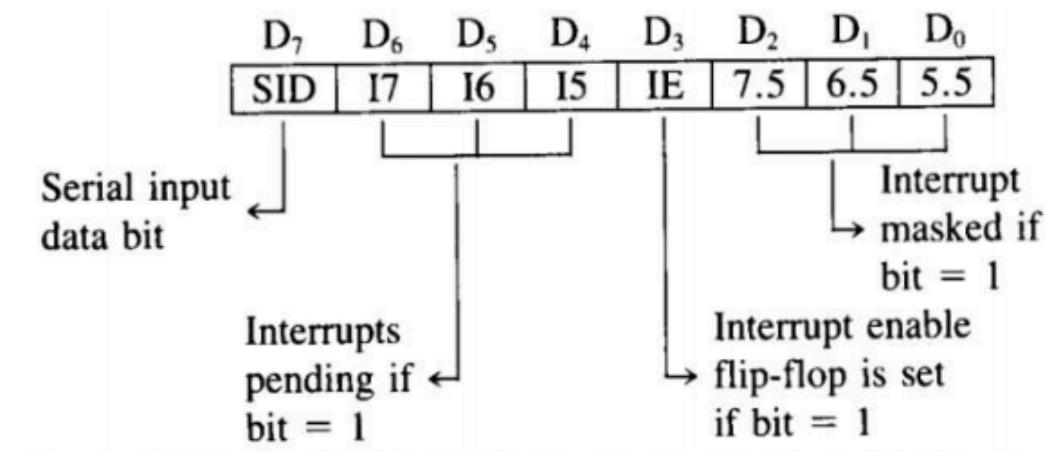 D₇ D₆ D₅ D₄ D₃ D₂ D₁ D₀
SID I7 I6 I5 IE 7.5 6.5 5.5
Serial input
data bit
Interrupt
masked if
bit = 1
Interrupts
pending if
bit = 1
Interrupt enable
flip-flop is set
if bit = 1